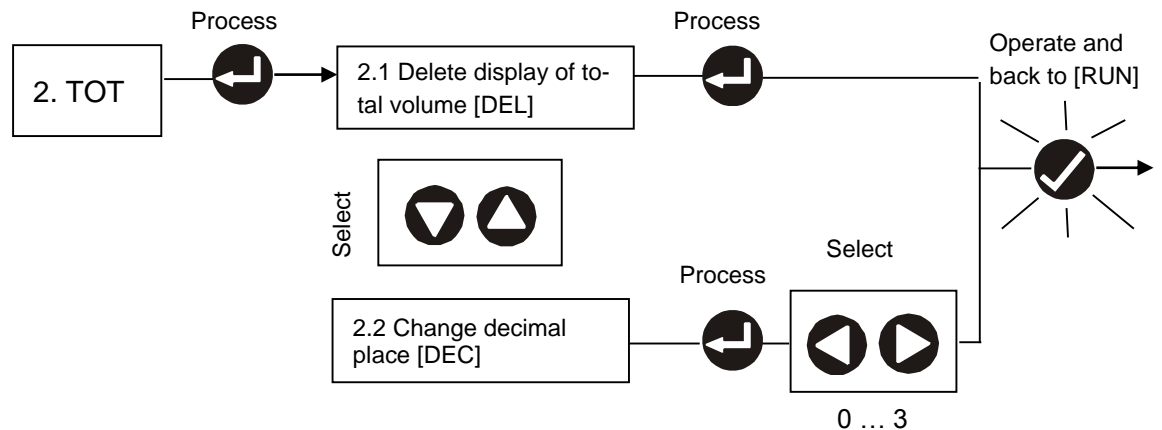 Process
2. TOT
2.1 Delete display of to-
tal volume [DEL]
Process
Operate and
back to [RUN]
Select
2.2 Change decimal
place [DEC]
Process
Select
0 … 3